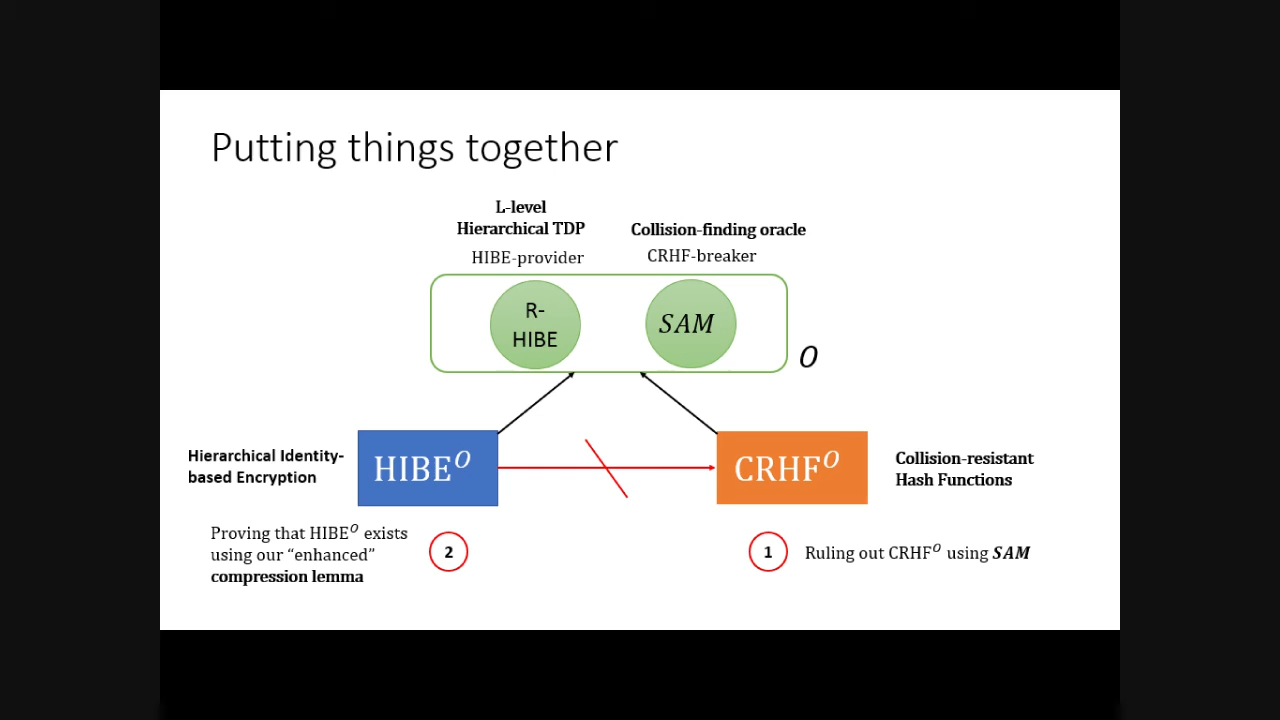 Putting things together
L-level
Hierarchical TDP
HIBE-provider
Collision-finding oracle
CRHF-breaker
R-
HIBE
SAM
O
Hierarchical Identity-
based Encryption
HIBE^O
CRHF^O
Collision-resistant
Hash Functions
Proving that HIBE^O exists
using our “enhanced”
compression lemma
2
1
Ruling out CRHF^O using SAM